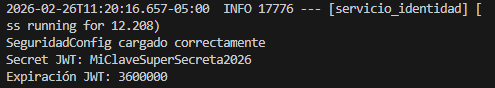 2026-02-26T11:20:16.657-05:00  INFO 17776 --- [servicio_identidad] [
ss running for 12.208)
SeguridadConfig cargado correctamente
Secret JWT: MiClaveSuperSecreta2026
Expiración JWT: 3600000